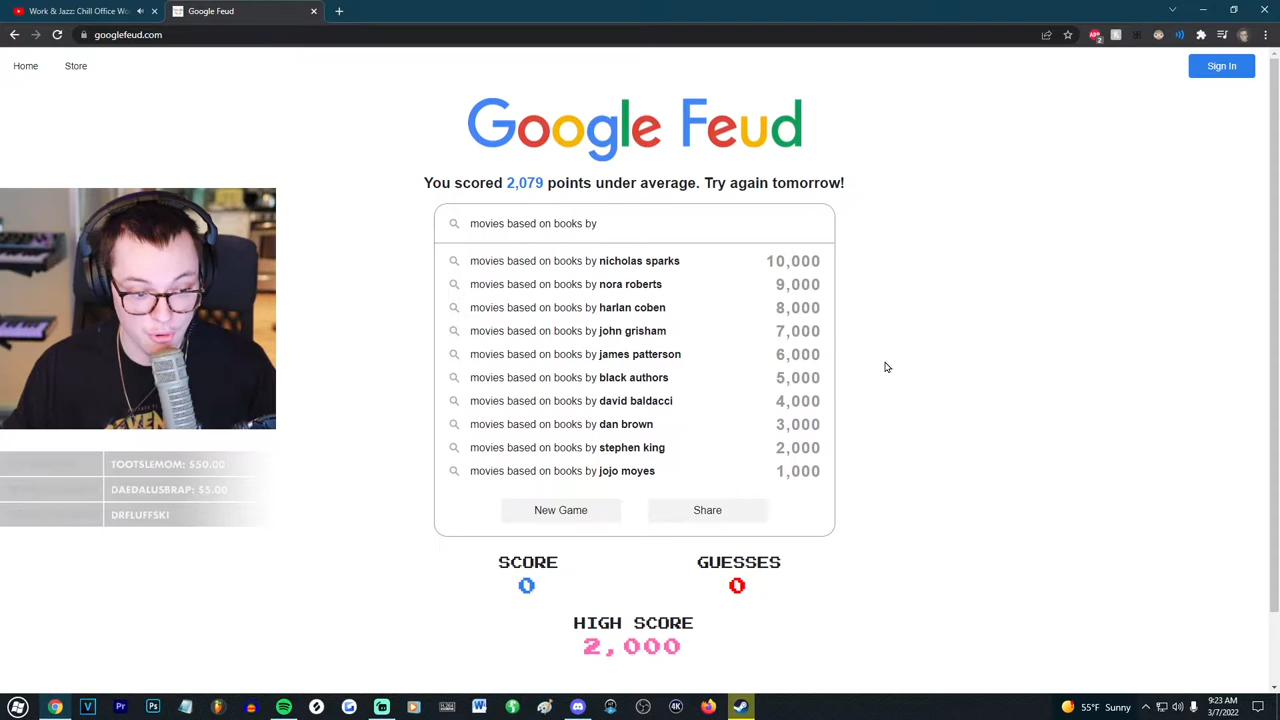 Work & Jazz: Chill Office Wo
Google Feud
googlefeud.com
2
Home
Store
Sign In
Google Feud
You scored 2,079 points under average. Try again tomorrow!
movies based on books by
movies based on books by nicholas sparks 10,000
movies based on books by nora roberts 9,000
movies based on books by harlan coben 8,000
movies based on books by john grisham 7,000
movies based on books by james patterson 6,000
movies based on books by black authors 5,000
movies based on books by david baldacci 4,000
movies based on books by dan brown 3,000
movies based on books by stephen king 2,000
movies based on books by jojo moyes 1,000
New Game
Share
TOOTSLEMOM: $50.00
DAEDALUSBRAP: $5.00
DRFLUFFSKI
SCORE
0
GUESSES
0
HIGH SCORE
2,000
55°F Sunny
9:23 AM
3/7/2022